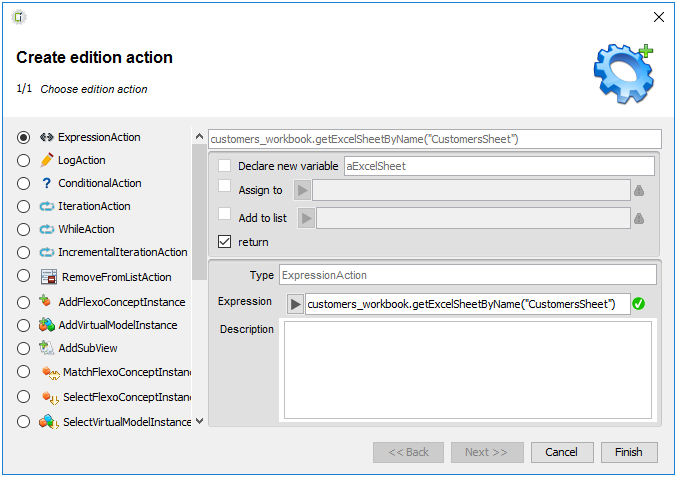 Create edition action
1/1 Choose edition action
ExpressionAction
LogAction
ConditionalAction
IterationAction
WhileAction
IncrementalIterationAction
RemoveFromListAction
AddFlexoConceptInstance
AddVirtualModelInstance
AddSubView
MatchFlexoConceptInstanc
SelectFlexoConceptInstanc
SelectVirtualModelInstance
customers_workbook.getExcelSheetByName("CustomersSheet")
Declare new variable aExcelSheet
Assign to
Add to list
return
Type ExpressionAction
Expression customers_workbook.getExcelSheetByName("CustomersSheet")
Description
<< Back Next >> Cancel Finish